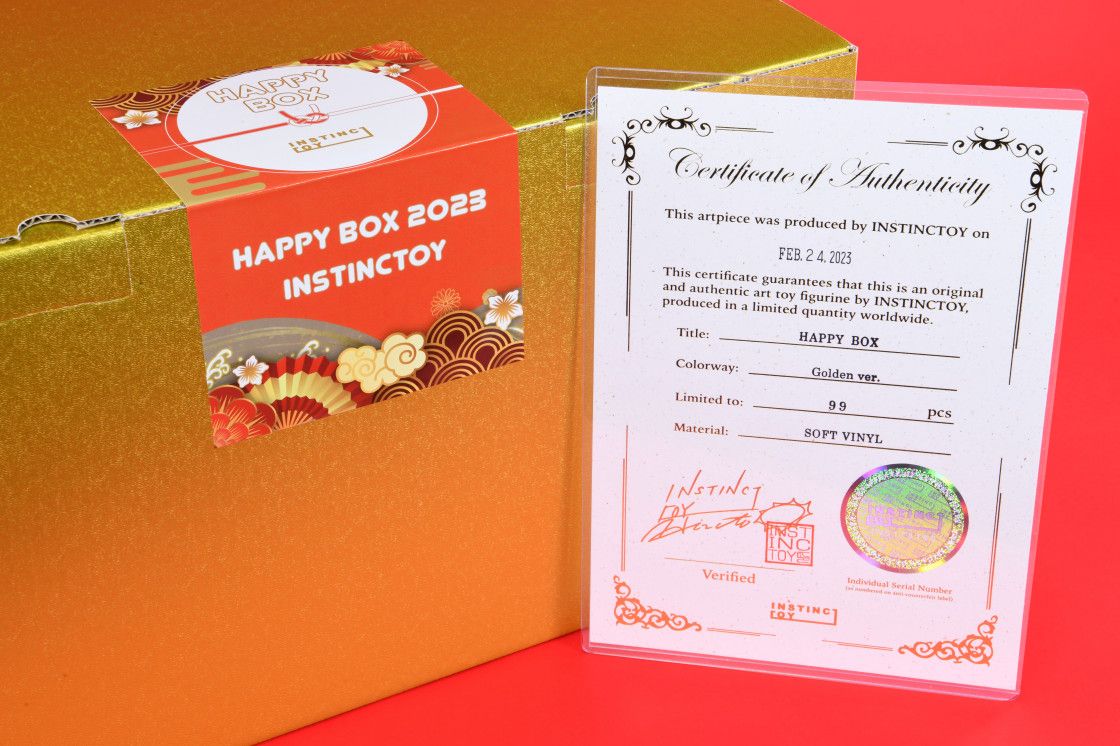 HAPPY
BOX
INSTINC
TOY
HAPPY BOX 2023
INSTINCTOY
Certificate of Authenticity
This artpiece was produced by INSTINCTOY on
FEB. 24. 2023
This certificate guarantees that this is an original
and authentic art toy figurine by INSTINCTOY,
produced in a limited quantity worldwide.
Title: HAPPY BOX
Colorway: Golden ver.
Limited to: 99 pcs
Material: SOFT VINYL
INSTINCT
OY
INST
INC
TOY
Verified
INSTINC
TOY
Individual Serial Number
(as numbered on anti-counterfeit label)
INSTINC
TOY